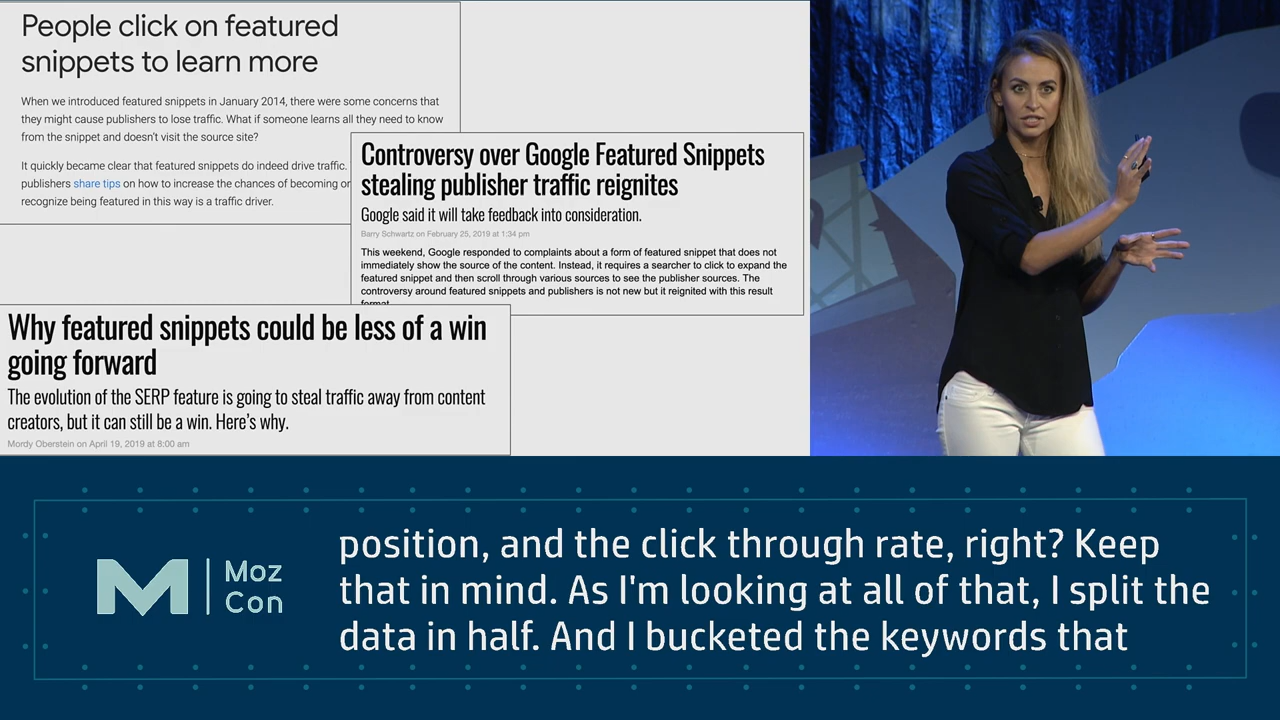 People click on featured
snippets to learn more
When we introduced featured snippets in January 2014, there were some concerns that
they might cause publishers to lose traffic. What if someone learns all they need to know
from the snippet and doesn't visit the source site?
It quickly became clear that featured snippets do indeed drive traffic.
publishers share tips on how to increase the chances of becoming or
recognize being featured in this way is a traffic driver.
Controversy over Google Featured Snippets
stealing publisher traffic reignites
Google said it will take feedback into consideration.
Barry Schwartz on February 25, 2019 at 1:34 pm
This weekend, Google responded to complaints about a form of featured snippet that does not
immediately show the source of the content. Instead, it requires a searcher to click to expand the
featured snippet and then scroll through various sources to see the publisher sources. The
controversy around featured snippets and publishers is not new but it reignited with this result
format.
Why featured snippets could be less of a win
going forward
The evolution of the SERP feature is going to steal traffic away from content
creators, but it can still be a win. Here's why.
Mordy Oberstein on April 19, 2019 at 8:00 am
Moz
Con
position, and the click through rate, right? Keep
that in mind. As I'm looking at all of that, I split the
data in half. And I bucketed the keywords that